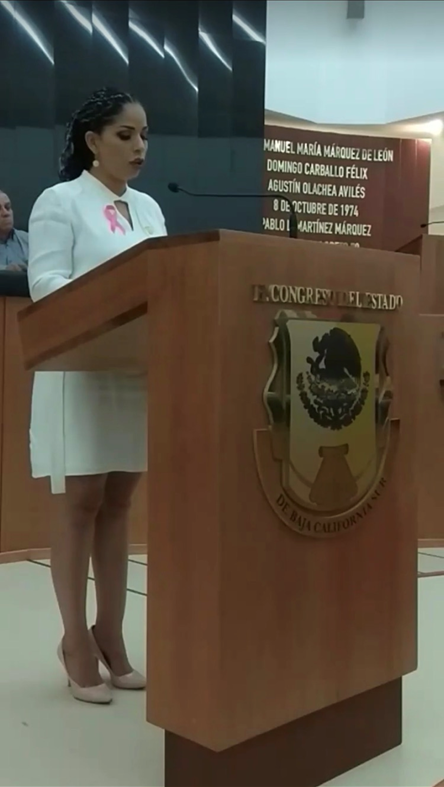 MANUEL MARÍA MÁRQUEZ DE LEÓN
DOMINGO CARBALLO FÉLIX
AGUSTÍN OLACHEA AVILÉS
8 DE OCTUBRE DE 1974
PABLO L. MARTÍNEZ MÁRQUEZ
H. CONGRESO DEL ESTADO
DE BAJA CALIFORNIA SUR